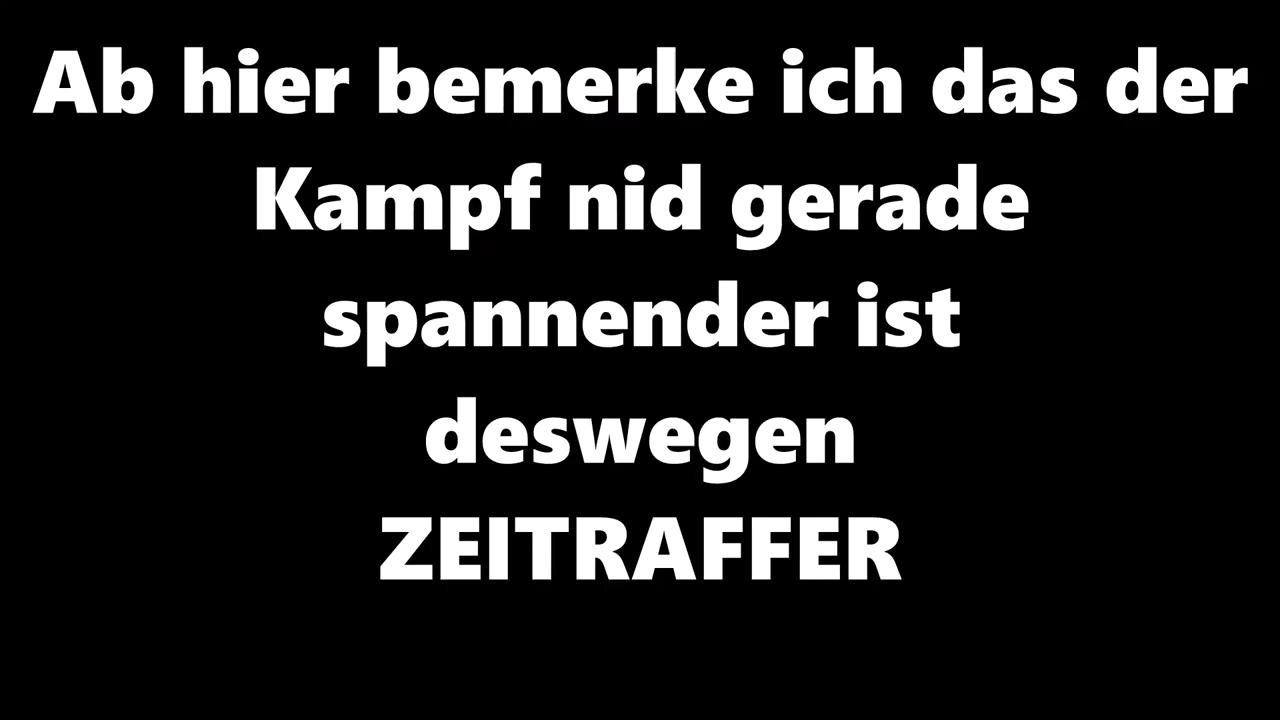 Ab hier bemerke ich das der
Kampf nid gerade
spannender ist
deswegen
ZEITRAFFER